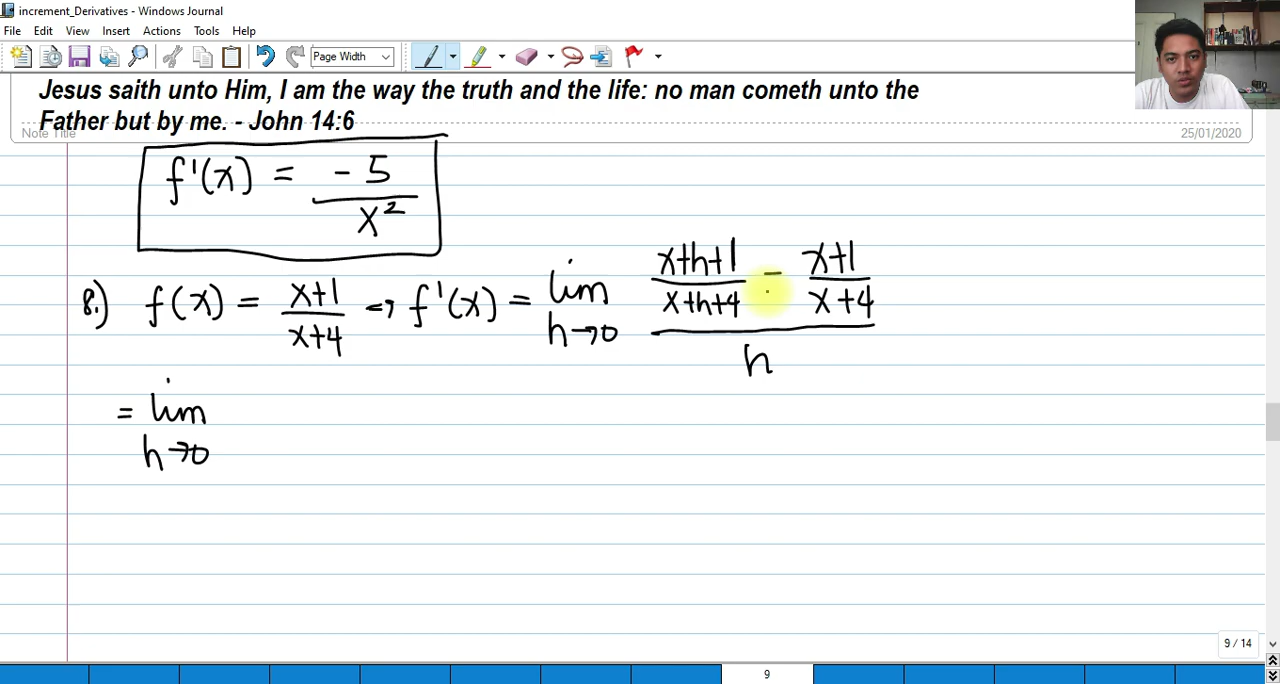 increment_Derivatives - Windows Journal
File Edit View Insert Actions Tools Help
Page Width
Jesus saith unto Him, I am the way the truth and the life: no man cometh unto the
Father but by me. - John 14:6
Note Title
25/01/2020
f'(x) = -5/x²
8.) f(x) = (x+1)/(x+4) ⇒ f'(x) = lim h→0 ((x+h+1)/(x+h+4) - (x+1)/(x+4))/h
= lim h→0
9 / 14
9